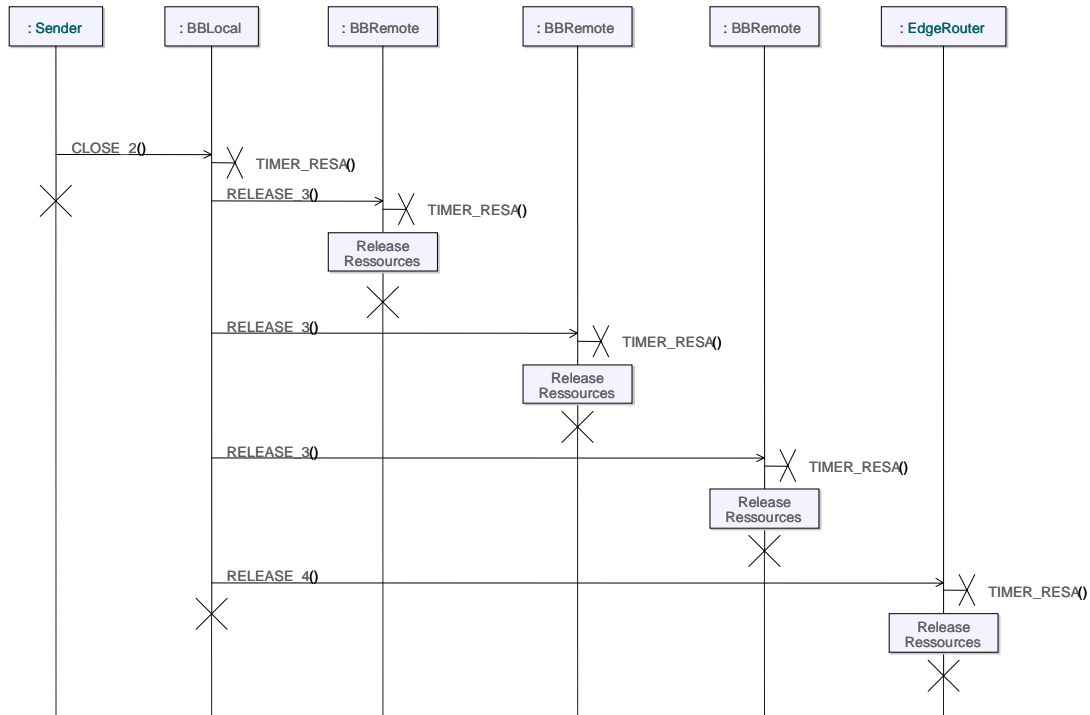 : Sender
: BBLocal
: BBRemote
: BBRemote
: BBRemote
: EdgeRouter
CLOSE_2()
TIMER_RESA()
RELEASE_3()
TIMER_RESA()
Release
Ressources
RELEASE_3()
TIMER_RESA()
Release
Ressources
RELEASE_3()
TIMER_RESA()
Release
Ressources
RELEASE_4()
TIMER_RESA()
Release
Ressources